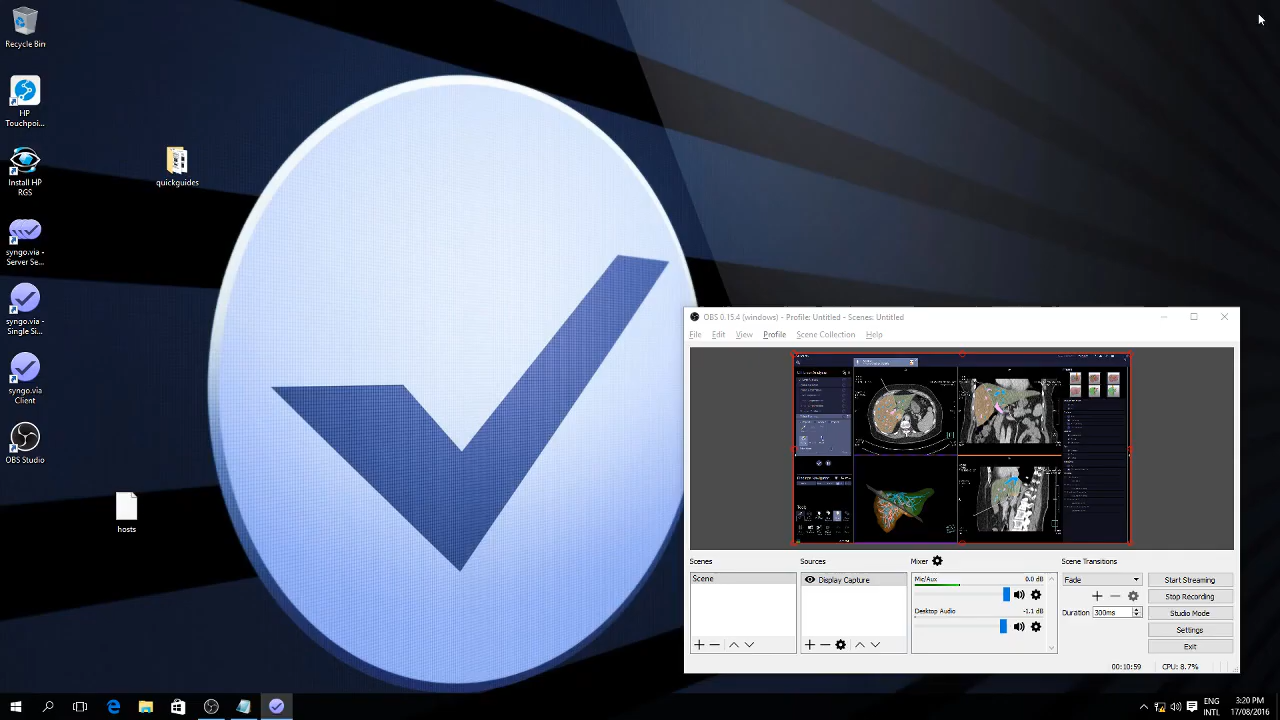 Recycle Bin
HP
Touchpoi...
Install HP
RGS
syngo.via -
Server Se...
syngo.via -
Single S...
syngo.via
Client
OBS Studio
quickguides
hosts
OBS 0.15.4 (windows) - Profile: Untitled - Scenes: Untitled
File Edit View Profile Scene Collection Help
Scenes
Scene
Sources
Display Capture
Mixer
Mic/Aux 0.0 dB
Desktop Audio -1.1 dB
Scene Transitions
Fade
Duration 300ms
Start Streaming
Stop Recording
Studio Mode
Settings
Exit
00:10:59 CPU: 8.7%
ENG
INTL
3:20 PM
17/08/2016